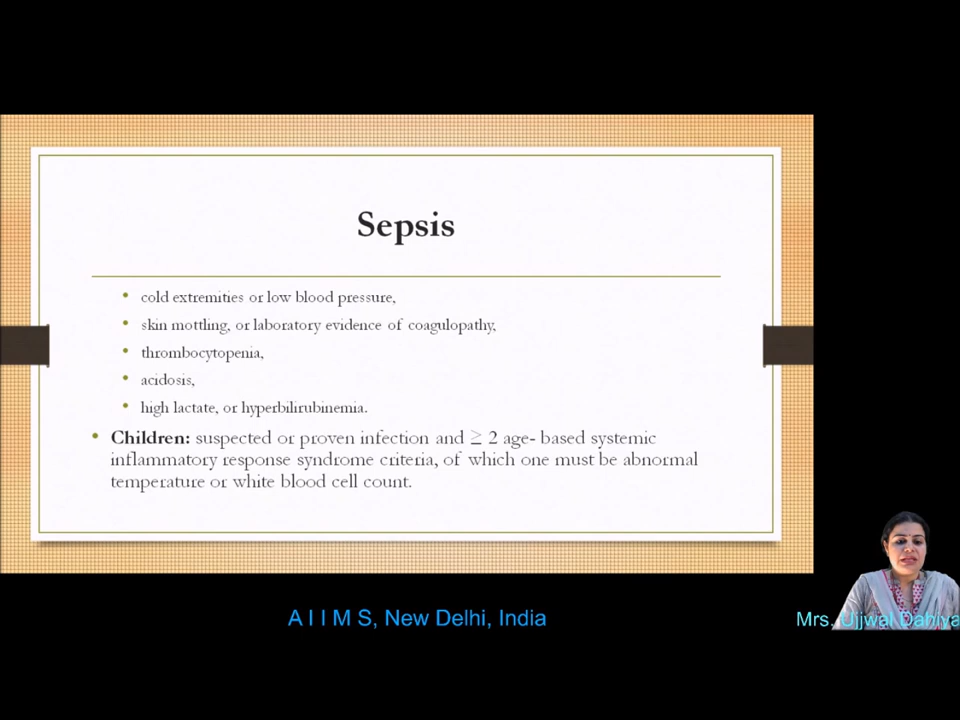 Sepsis
• cold extremities or low blood pressure,
• skin mottling, or laboratory evidence of coagulopathy,
• thrombocytopenia,
• acidosis,
• high lactate, or hyperbilirubinemia.
• Children: suspected or proven infection and ≥ 2 age- based systemic
inflammatory response syndrome criteria, of which one must be abnormal
temperature or white blood cell count.
A I I M S, New Delhi, India
Mrs. Ujjwal Dahiya